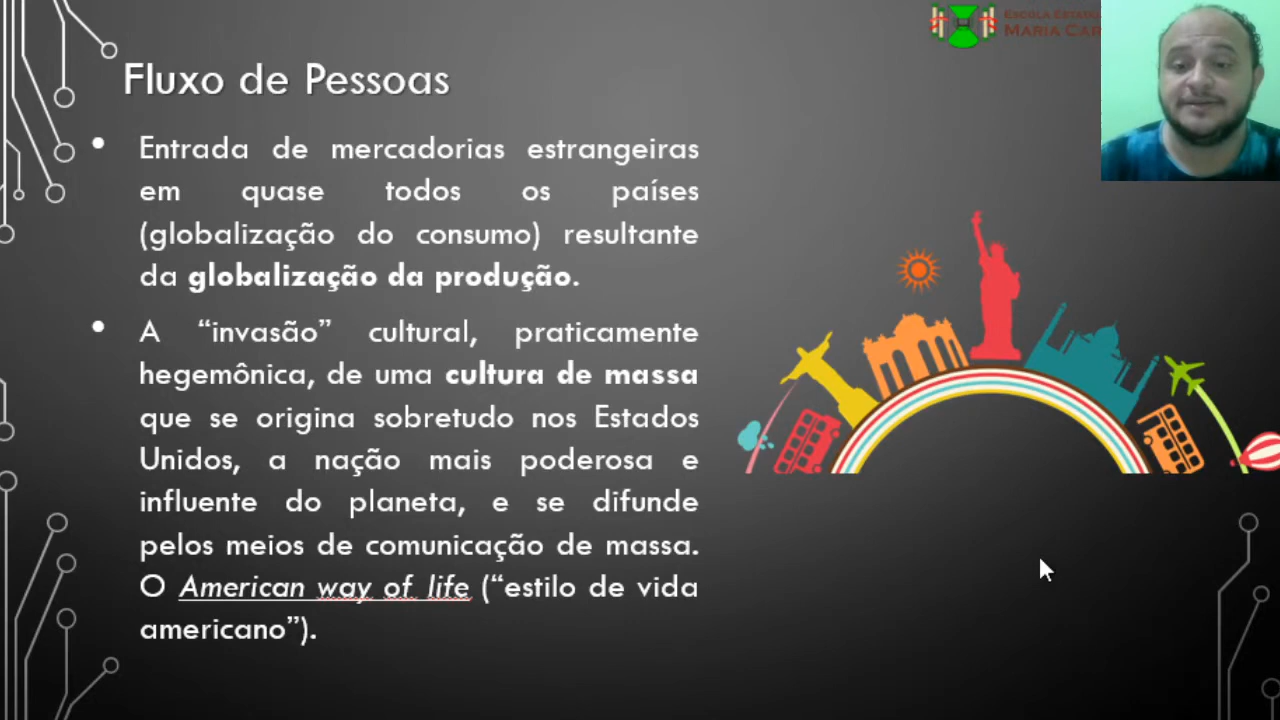 ESCOLA ESTADUA
MARIA CAR
Fluxo de Pessoas
• Entrada de mercadorias estrangeiras
em quase todos os países
(globalização do consumo) resultante
da globalização da produção.
• A “invasão” cultural, praticamente
hegemônica, de uma cultura de massa
que se origina sobretudo nos Estados
Unidos, a nação mais poderosa e
influente do planeta, e se difunde
pelos meios de comunicação de massa.
O American way of life (“estilo de vida
americano”).